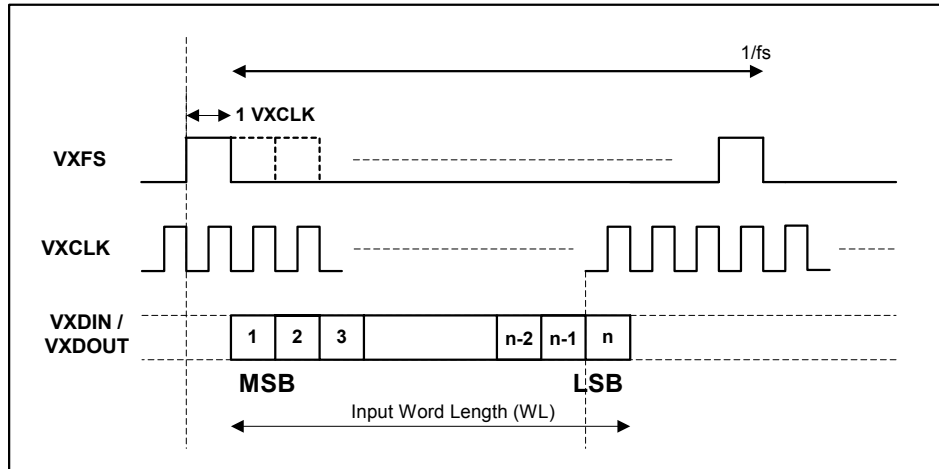 1/fs
1 VXCLK
VXFS
VXCLK
VXDIN /
VXDOUT
1 2 3 n-2 n-1 n
MSB LSB
Input Word Length (WL)